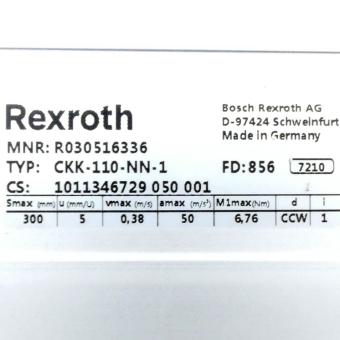 Rexroth
Bosch Rexroth AG
D-97424 Schweinfurt
Made in Germany
MNR: R030516336
TYP: CKK-110-NN-1 FD: 856 7210
CS: 1011346729 050 001
Smax (mm) u (mm/U) vmax (m/s) amax (m/s²) M1max(Nm) d i
300 5 0,38 50 6,76 CCW 1